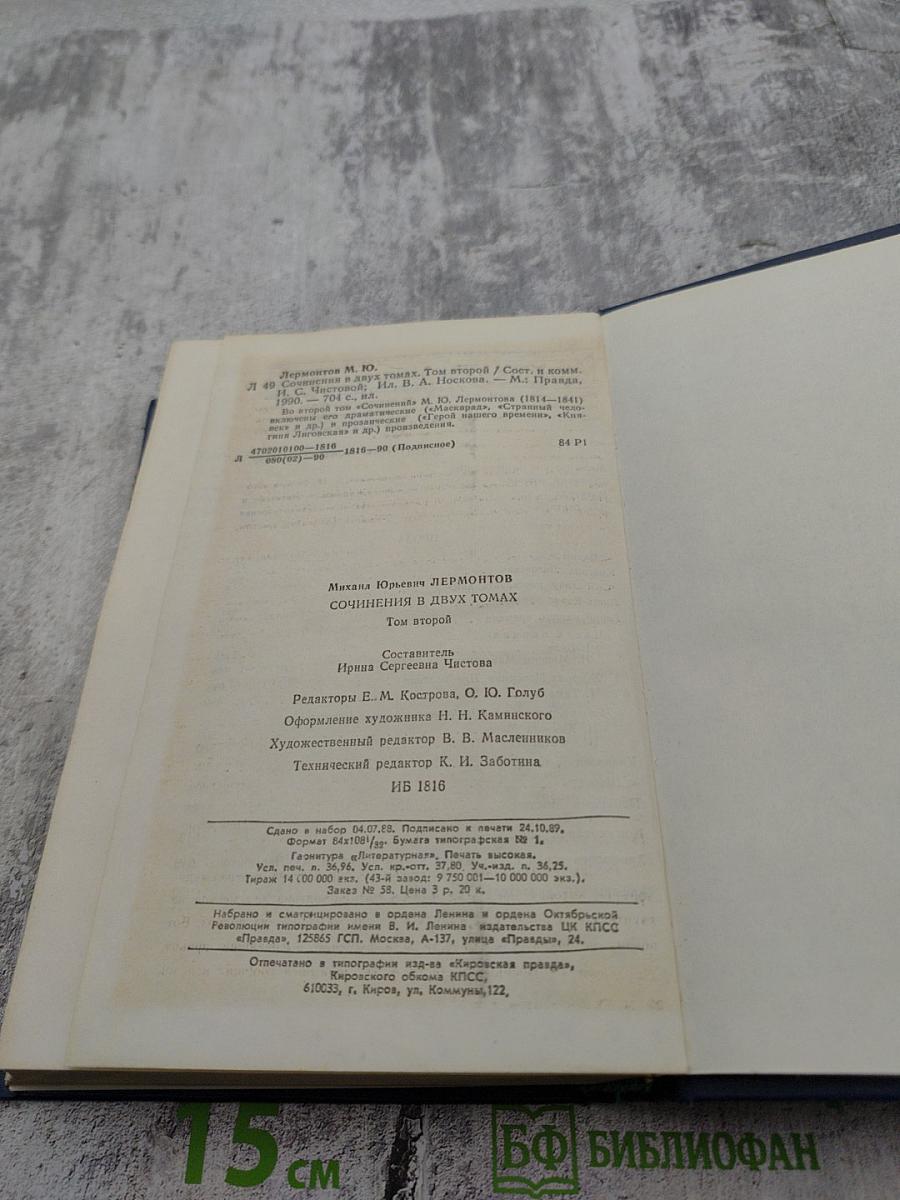 Лермонтов М. Ю.
Л 49 Сочинения в двух томах. Том второй / Сост. и комм.
И. С. Чистовой; Ил. В. А. Носкова. — М.: Правда,
1990. — 704 с., ил.
Во второй том «Сочинений» М. Ю. Лермонтова (1814—1841)
включены его драматические («Маскарад», «Странный чело-
век» и др.) и прозаические («Герой нашего времени», «Кня-
гиня Лиговская» и др.) произведения.
4702010100—1816
Л 080(02)—90 —1816—90 (Подписное) 84 Р1
Михаил Юрьевич ЛЕРМОНТОВ
СОЧИНЕНИЯ В ДВУХ ТОМАХ
Том второй
Составитель
Ирина Сергеевна Чистова
Редакторы Е. М. Кострова, О. Ю. Голуб
Оформление художника Н. Н. Каминского
Художественный редактор В. В. Масленников
Технический редактор К. И. Заботина
ИБ 1816
Сдано в набор 04.07.88. Подписано к печати 24.10.89.
Формат 84х108 1/32. Бумага типографская № 1.
Гарнитура «Литературная». Печать высокая.
Усл. печ. л. 36,96. Усл. кр.-отт. 37,80. Уч.-изд. л. 36,25.
Тираж 14 000 000 экз. (43-й завод: 9 750 001—10 000 000 экз.).
Заказ № 58. Цена 3 р. 20 к.
Набрано и сматрицировано в ордена Ленина и ордена Октябрьской
Революции типографии имени В. И. Ленина издательства ЦК КПСС
«Правда», 125865 ГСП. Москва, А-137, улица «Правды», 24.
Отпечатано в типографии изд-ва «Кировская правда»,
Кировского обкома КПСС,
610033, г. Киров, ул. Коммуны, 122,
15 см
БФ БИБЛИОФАН